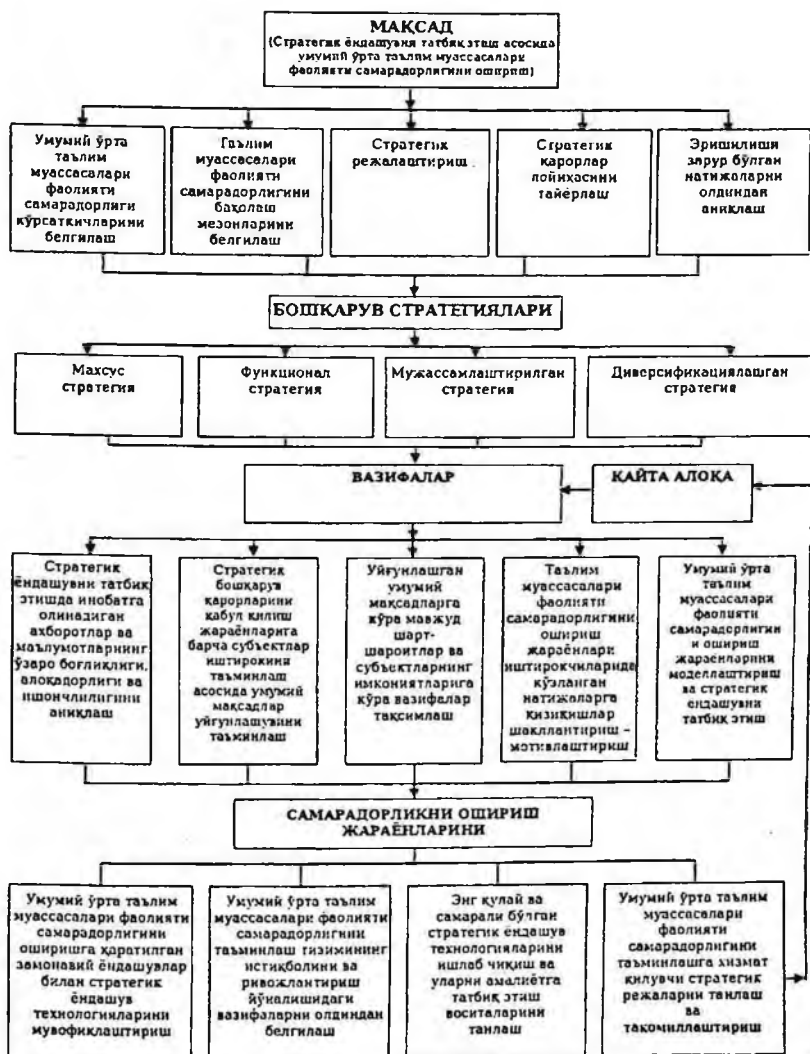 МАҚСАД
(Стратегик ёндашувни татбиқ этиш асосида
умумий ўрта таълим муассасалари
фаолияти самарадорлигини ошириш)
Умумий ўрта
таълим
муассасалари
фаолияти
самарадорлиги
кўрсаткичларини
белгилаш
Таълим
муассасалари
фаолияти
самарадорлигини
баҳолаш
мезонларини
белгилаш
Стратегик
режалаштириш
Стратегик
қарорлар
лойиҳасини
тайёрлаш
Эришилиши
зарур бўлган
натижаларни
олдиндан
аниқлаш
БОШҚАРУВ СТРАТЕГИЯЛАРИ
Махсус
стратегия
Функционал
стратегия
Мужассамлаштирилган
стратегия
Диверсификациялашган
стратегия
ВАЗИФАЛАР
ҚАЙТА АЛОҚА
Стратегик
ёндашувни татбиқ
этишда инобатга
олинадиган
ахборотлар ва
маълумотларнинг
ўзаро боғлиқлиги,
алоқадорлиги ва
ишончлилигини
аниқлаш
Стратегик
бошқарув
қарорларини
қабул қилиш
жараёнларига
барча субъектлар
иштирокини
таъминлаш
асосида умумий
мақсадлар
уйғунлашувини
таъминлаш
Уйғунлашган
умумий
мақсадларга
кўра мавжуд
шарт-
шароитлар ва
субъектларнинг
имкониятларига
кўра вазифалар
тақсимлаш
Таълим
муассасалари
фаолияти
самарадорлигини
ошириш
жараёнлари
иштирокчиларида
кўзланган
натижаларга
қизиқишлар
шакллантириш –
мотивлаштириш
Умумий ўрта
таълим
муассасалари
фаолияти
самарадорлигин
и ошириш
жараёнларини
моделлаштириш
ва стратегик
ёндашувни
татбиқ этиш
САМАРАДОРЛИКНИ ОШИРИШ
ЖАРАЁНЛАРИНИ
Умумий ўрта таълим
муассасалари фаолияти
самарадорлигини
оширишга қаратилган
замонавий ёндашувлар
билан стратегик
ёндашув
технологияларини
мувофиқлаштириш
Умумий ўрта таълим
муассасалари фаолияти
самарадорлигини
таъминлаш тизимининг
истиқболини ва
ривожлантириш
йўналишидаги
вазифаларни олдиндан
белгилаш
Энг қулай ва
самарали бўлган
стратегик ёндашув
технологияларини
ишлаб чиқиш ва
уларни амалиётга
татбиқ этиш
воситаларини
танлаш
Умумий ўрта таълим
муассасалари
фаолияти
самарадорлигини
таъминлашга хизмат
қилувчи стратегик
режаларни танлаш
ва
такомиллаштириш